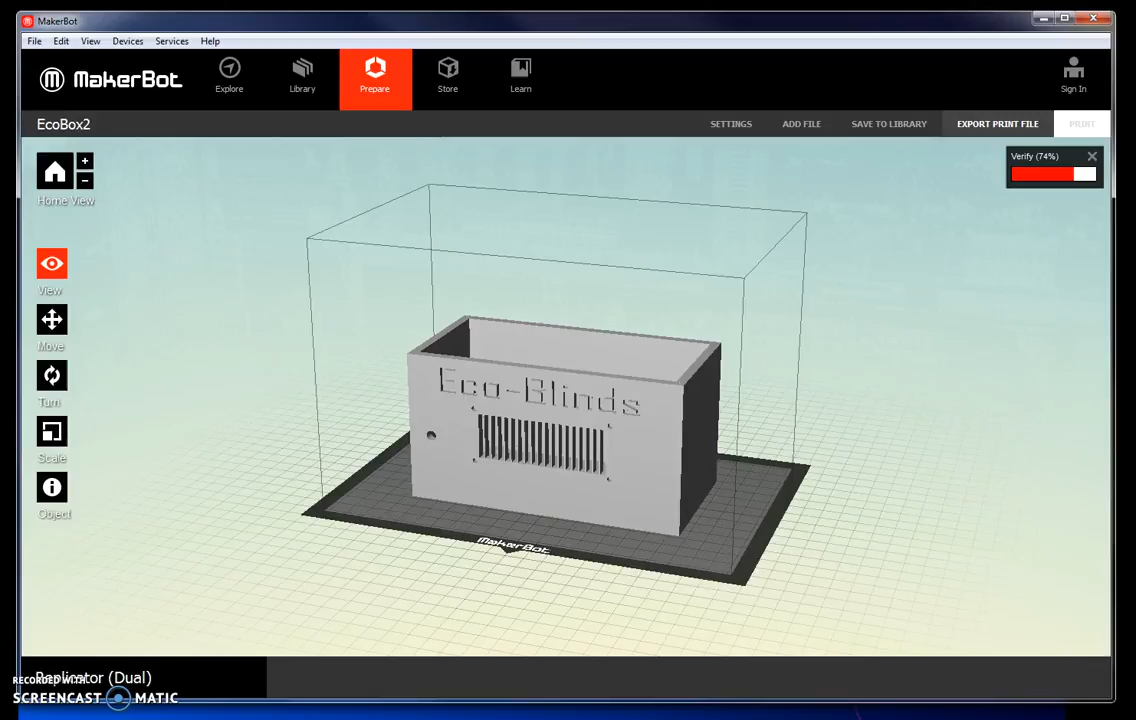 MakerBot
File Edit View Devices Services Help
MakerBot Explore Library Prepare Store Learn Sign In
EcoBox2 SETTINGS ADD FILE SAVE TO LIBRARY EXPORT PRINT FILE PRINT
Verify (74%)
+
-
Home View
View
Move
Turn
Scale
Object
Eco-Blinds
MakerBot
Replicator (Dual)
RECORDED WITH
SCREENCAST MATIC